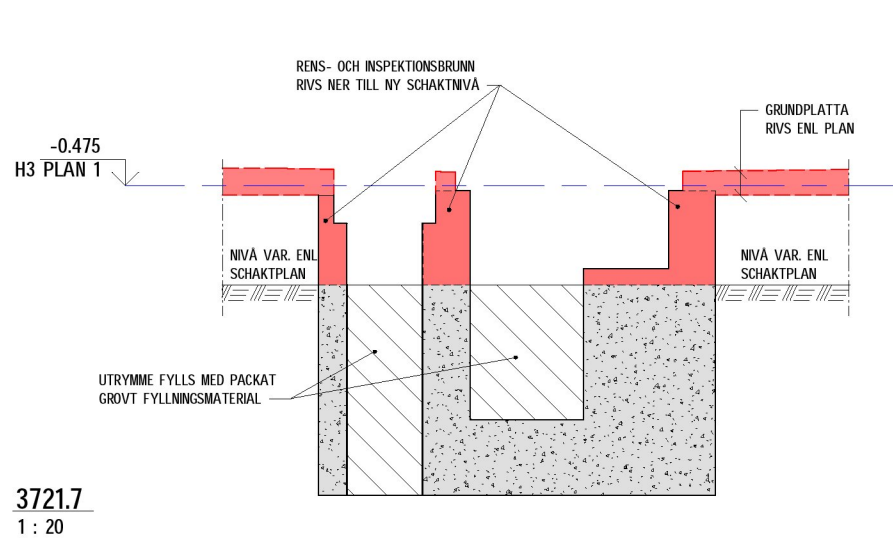 RENS- OCH INSPEKTIONSBRUNN
RIVS NER TILL NY SCHAKTNIVÅ
GRUNDPLATTA
RIVS ENL PLAN
-0.475
H3 PLAN 1
NIVÅ VAR. ENL
SCHAKTPLAN
NIVÅ VAR. ENL
SCHAKTPLAN
UTRYMME FYLLS MED PACKAT
GROVT FYLLNINGSMATERIAL
3721.7
1 : 20